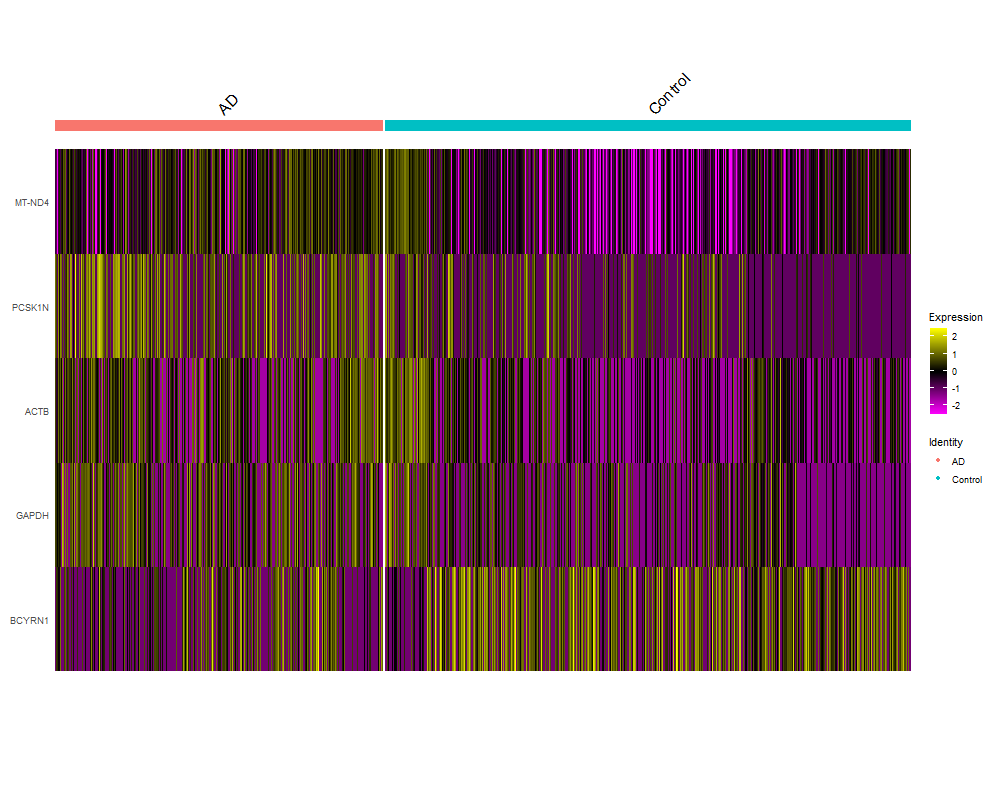 AD
Control
MT-ND4
PCSK1N
ACTB
GAPDH
BCYRN1
Expression
2
1
0
-1
-2
Identity
AD
Control